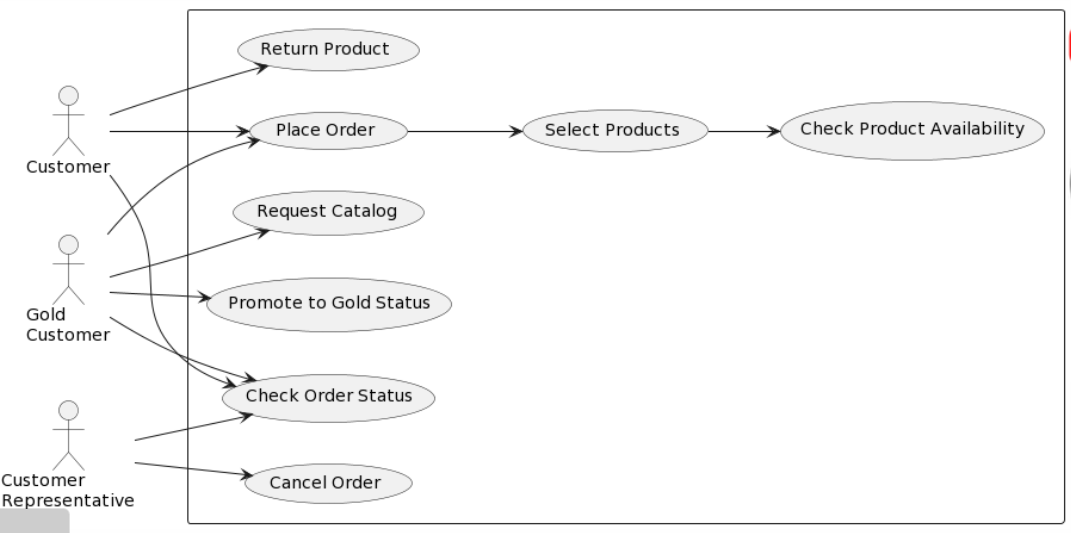 Return Product
Place Order
Select Products
Check Product Availability
Customer
Request Catalog
Gold
Customer
Promote to Gold Status
Check Order Status
Customer
Representative
Cancel Order